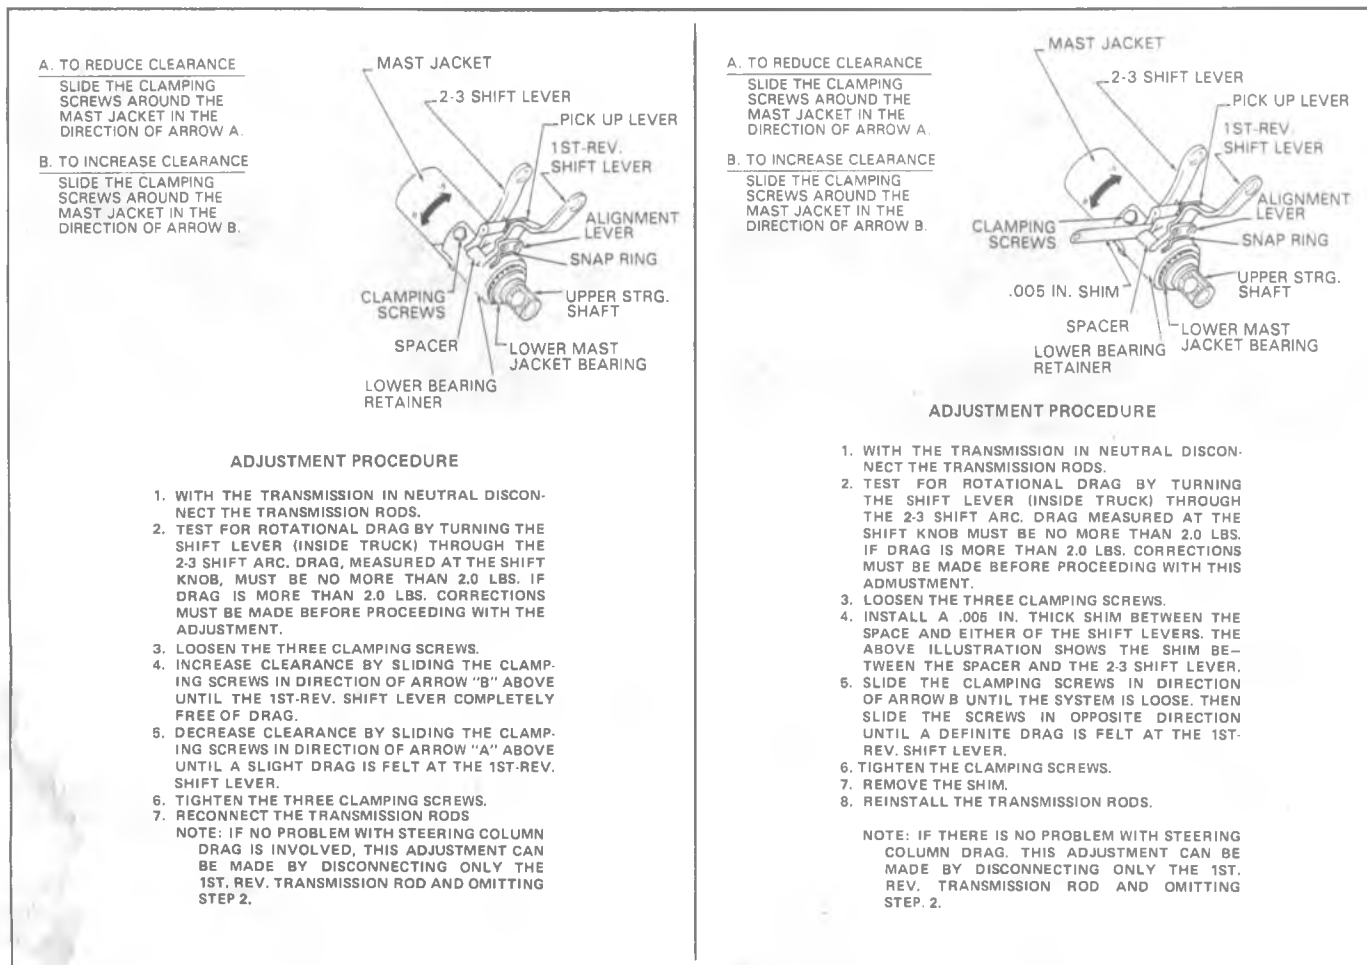 A. TO REDUCE CLEARANCE
SLIDE THE CLAMPING
SCREWS AROUND THE
MAST JACKET IN THE
DIRECTION OF ARROW A.
B. TO INCREASE CLEARANCE
SLIDE THE CLAMPING
SCREWS AROUND THE
MAST JACKET IN THE
DIRECTION OF ARROW B.
MAST JACKET
2-3 SHIFT LEVER
PICK UP LEVER
1ST-REV.
SHIFT LEVER
ALIGNMENT
LEVER
SNAP RING
CLAMPING
SCREWS
UPPER STRG.
SHAFT
SPACER
LOWER MAST
JACKET BEARING
LOWER BEARING
RETAINER
ADJUSTMENT PROCEDURE
1. WITH THE TRANSMISSION IN NEUTRAL DISCON-
NECT THE TRANSMISSION RODS.
2. TEST FOR ROTATIONAL DRAG BY TURNING THE
SHIFT LEVER (INSIDE TRUCK) THROUGH THE
2-3 SHIFT ARC. DRAG, MEASURED AT THE SHIFT
KNOB, MUST BE NO MORE THAN 2.0 LBS. IF
DRAG IS MORE THAN 2.0 LBS. CORRECTIONS
MUST BE MADE BEFORE PROCEEDING WITH THE
ADJUSTMENT.
3. LOOSEN THE THREE CLAMPING SCREWS.
4. INCREASE CLEARANCE BY SLIDING THE CLAMP-
ING SCREWS IN DIRECTION OF ARROW "B" ABOVE
UNTIL THE 1ST-REV. SHIFT LEVER COMPLETELY
FREE OF DRAG.
5. DECREASE CLEARANCE BY SLIDING THE CLAMP-
ING SCREWS IN DIRECTION OF ARROW "A" ABOVE
UNTIL A SLIGHT DRAG IS FELT AT THE 1ST-REV.
SHIFT LEVER.
6. TIGHTEN THE THREE CLAMPING SCREWS.
7. RECONNECT THE TRANSMISSION RODS
NOTE: IF NO PROBLEM WITH STEERING COLUMN
DRAG IS INVOLVED, THIS ADJUSTMENT CAN
BE MADE BY DISCONNECTING ONLY THE
1ST. REV. TRANSMISSION ROD AND OMITTING
STEP 2.
A. TO REDUCE CLEARANCE
SLIDE THE CLAMPING
SCREWS AROUND THE
MAST JACKET IN THE
DIRECTION OF ARROW A.
B. TO INCREASE CLEARANCE
SLIDE THE CLAMPING
SCREWS AROUND THE
MAST JACKET IN THE
DIRECTION OF ARROW B.
MAST JACKET
2-3 SHIFT LEVER
PICK UP LEVER
1ST-REV.
SHIFT LEVER
ALIGNMENT
LEVER
CLAMPING
SCREWS
SNAP RING
.005 IN. SHIM
UPPER STRG.
SHAFT
SPACER
LOWER MAST
JACKET BEARING
LOWER BEARING
RETAINER
ADJUSTMENT PROCEDURE
1. WITH THE TRANSMISSION IN NEUTRAL DISCON-
NECT THE TRANSMISSION RODS.
2. TEST FOR ROTATIONAL DRAG BY TURNING
THE SHIFT LEVER (INSIDE TRUCK) THROUGH
THE 2-3 SHIFT ARC. DRAG MEASURED AT THE
SHIFT KNOB MUST BE NO MORE THAN 2.0 LBS.
IF DRAG IS MORE THAN 2.0 LBS. CORRECTIONS
MUST BE MADE BEFORE PROCEEDING WITH THIS
ADMUSTMENT.
3. LOOSEN THE THREE CLAMPING SCREWS.
4. INSTALL A .005 IN. THICK SHIM BETWEEN THE
SPACE AND EITHER OF THE SHIFT LEVERS. THE
ABOVE ILLUSTRATION SHOWS THE SHIM BE-
TWEEN THE SPACER AND THE 2-3 SHIFT LEVER.
5. SLIDE THE CLAMPING SCREWS IN DIRECTION
OF ARROW B UNTIL THE SYSTEM IS LOOSE. THEN
SLIDE THE SCREWS IN OPPOSITE DIRECTION
UNTIL A DEFINITE DRAG IS FELT AT THE 1ST-
REV. SHIFT LEVER.
6. TIGHTEN THE CLAMPING SCREWS.
7. REMOVE THE SHIM.
8. REINSTALL THE TRANSMISSION RODS.
NOTE: IF THERE IS NO PROBLEM WITH STEERING
COLUMN DRAG. THIS ADJUSTMENT CAN BE
MADE BY DISCONNECTING ONLY THE 1ST.
REV. TRANSMISSION ROD AND OMITTING
STEP. 2.